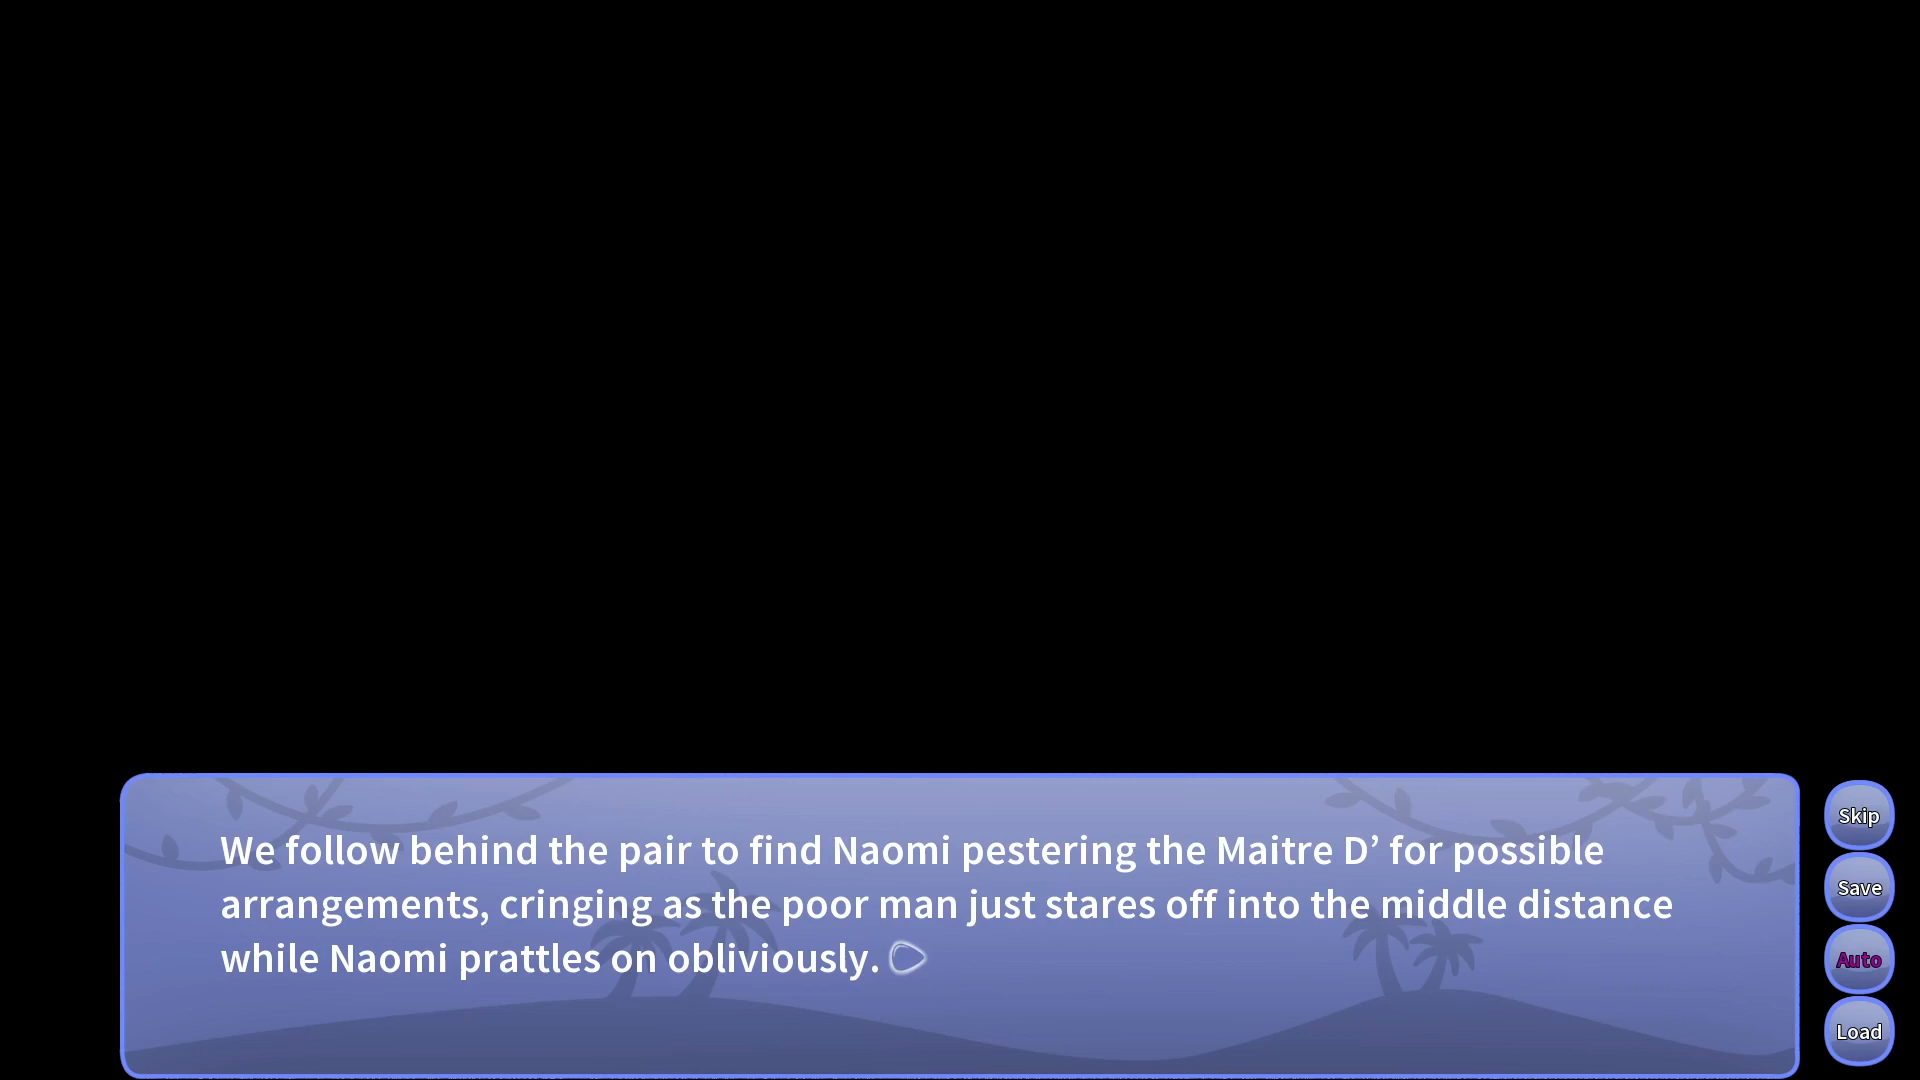 We follow behind the pair to find Naomi pestering the Maitre D’ for possible
arrangements, cringing as the poor man just stares off into the middle distance
while Naomi prattles on obliviously.
Skip
Save
Auto
Load